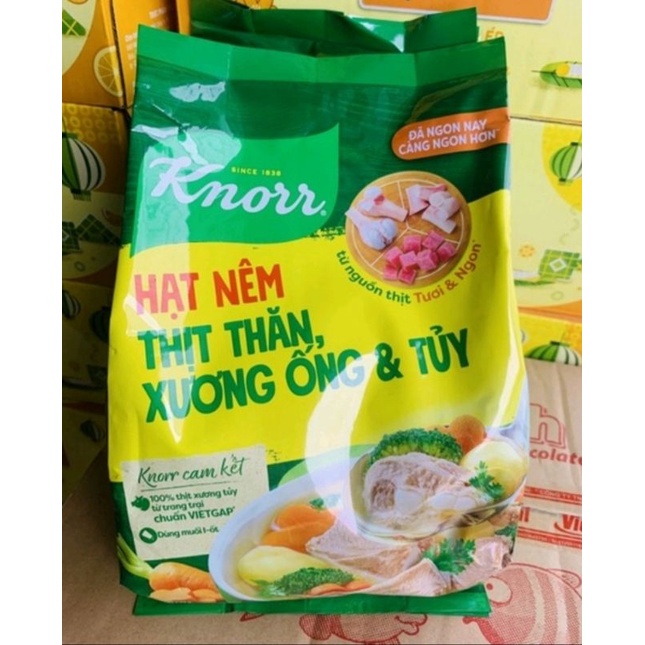 ĐÃ NGON NAY
CÀNG NGON HƠN
SINCE 1838
Knorr
từ nguồn thịt Tươi & Ngon
HẠT NÊM
THỊT THĂN,
XƯƠNG ỐNG & TỦY
Knorr cam kết
100% thịt xương tủy
từ trang trại
chuẩn VIETGAP
Dùng muối I-ốt